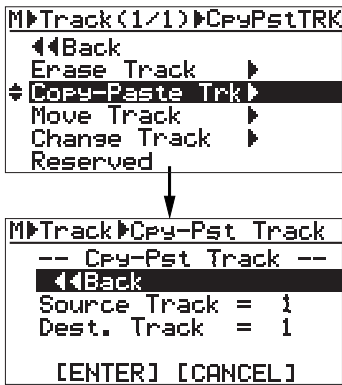 M▶Track(1/1)▶CpyPstTRK
◀◀Back
Erase Track ▶
Copy-Paste Trk▶
Move Track ▶
Change Track ▶
Reserved
M▶Track▶Cpy-Pst Track
-- Cpy-Pst Track --
◀◀Back
Source Track = 1
Dest. Track = 1
[ENTER] [CANCEL]